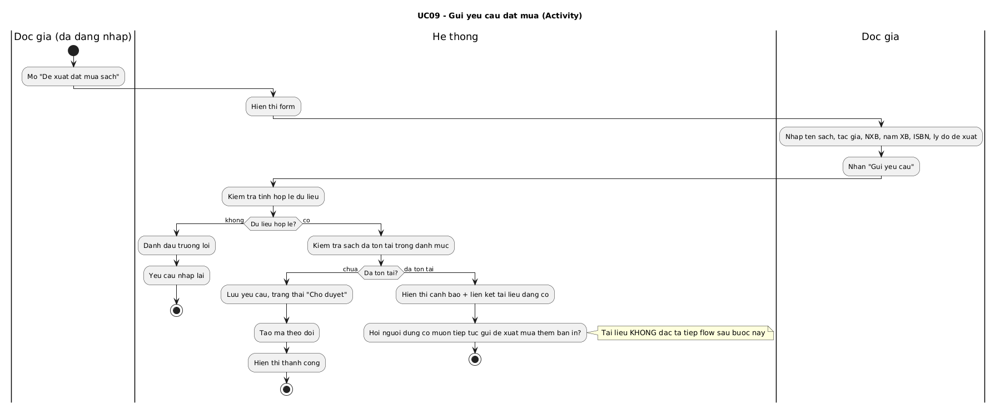 UC09 - Gui yeu cau dat mua (Activity)
Doc gia (da dang nhap)
He thong
Doc gia
Mo "De xuat dat mua sach"
Hien thi form
Nhap ten sach, tac gia, NXB, nam XB, ISBN, ly do de xuat
Nhan "Gui yeu cau"
Kiem tra tinh hop le du lieu
khong
Du lieu hop le?
co
Danh dau truong loi
Kiem tra sach da ton tai trong danh muc
Yeu cau nhap lai
chua
Da ton tai?
da ton tai
Luu yeu cau, trang thai "Cho duyet"
Hien thi canh bao + lien ket tai lieu dang co
Tao ma theo doi
Hoi nguoi dung co muon tiep tuc gui de xuat mua them ban in?
Tai lieu KHONG dac ta tiep flow sau buoc nay
Hien thi thanh cong